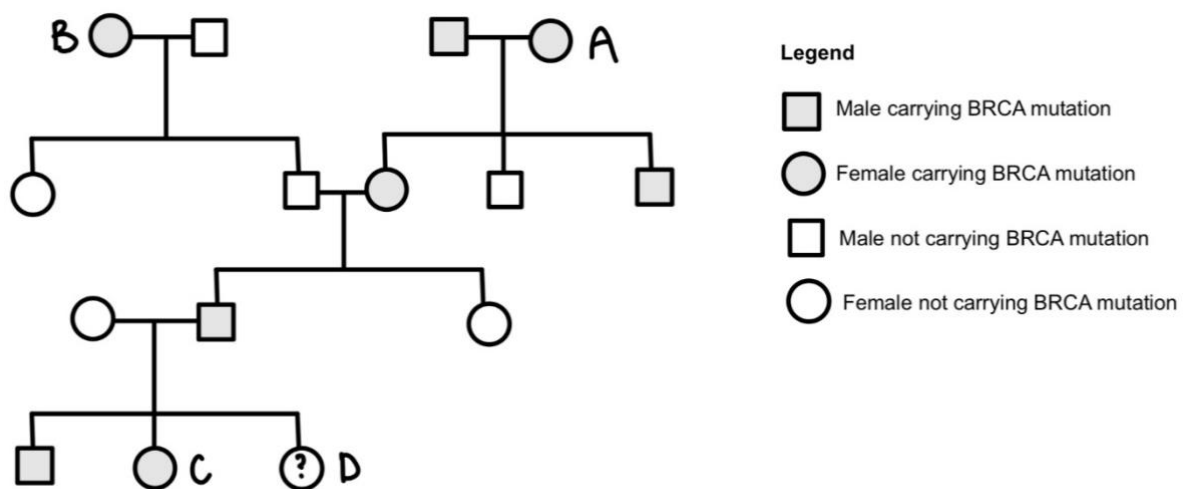 B
A
Legend
Male carrying BRCA mutation
Female carrying BRCA mutation
Male not carrying BRCA mutation
Female not carrying BRCA mutation
C
? D